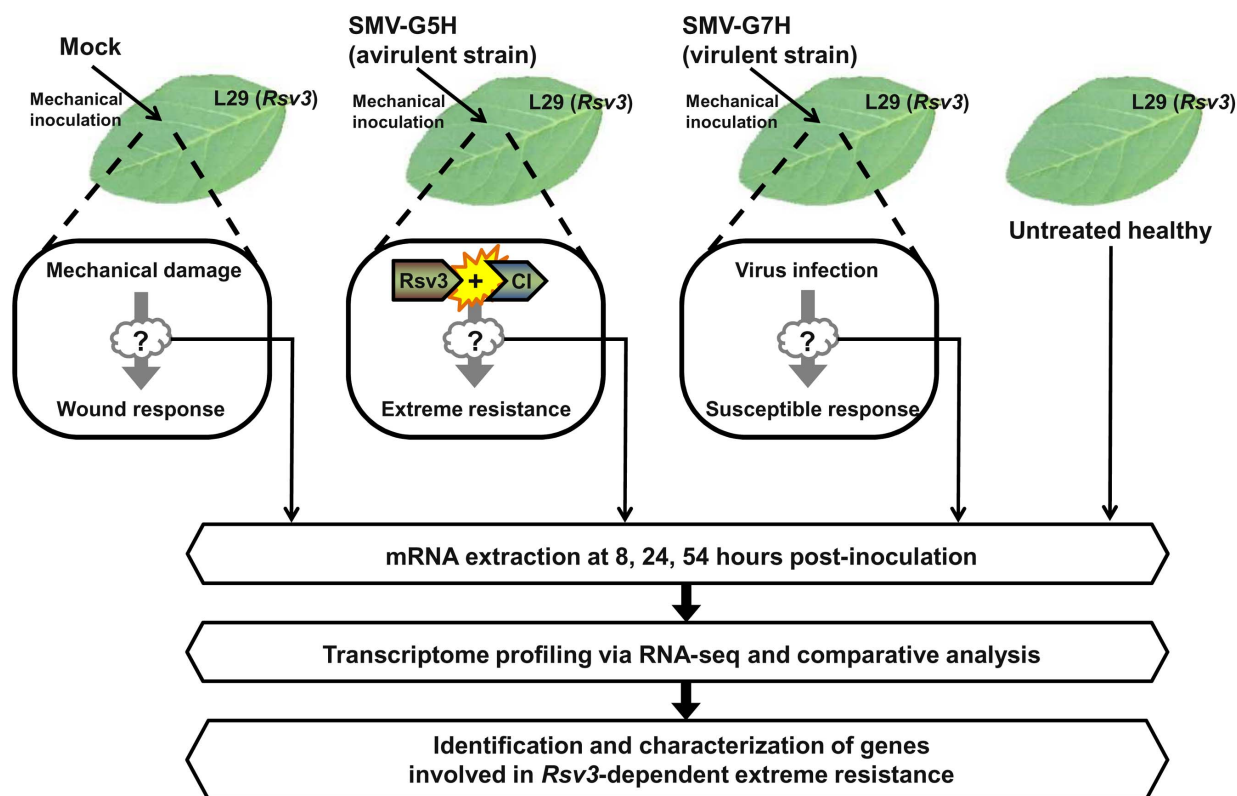 Mock
Mechanical
inoculation
L29 (Rsv3)
Mechanical damage
?
Wound response
SMV-G5H
(avirulent strain)
Mechanical
inoculation
L29 (Rsv3)
Rsv3 + CI
?
Extreme resistance
SMV-G7H
(virulent strain)
Mechanical
inoculation
L29 (Rsv3)
Virus infection
?
Susceptible response
L29 (Rsv3)
Untreated healthy
mRNA extraction at 8, 24, 54 hours post-inoculation
Transcriptome profiling via RNA-seq and comparative analysis
Identification and characterization of genes
involved in Rsv3-dependent extreme resistance